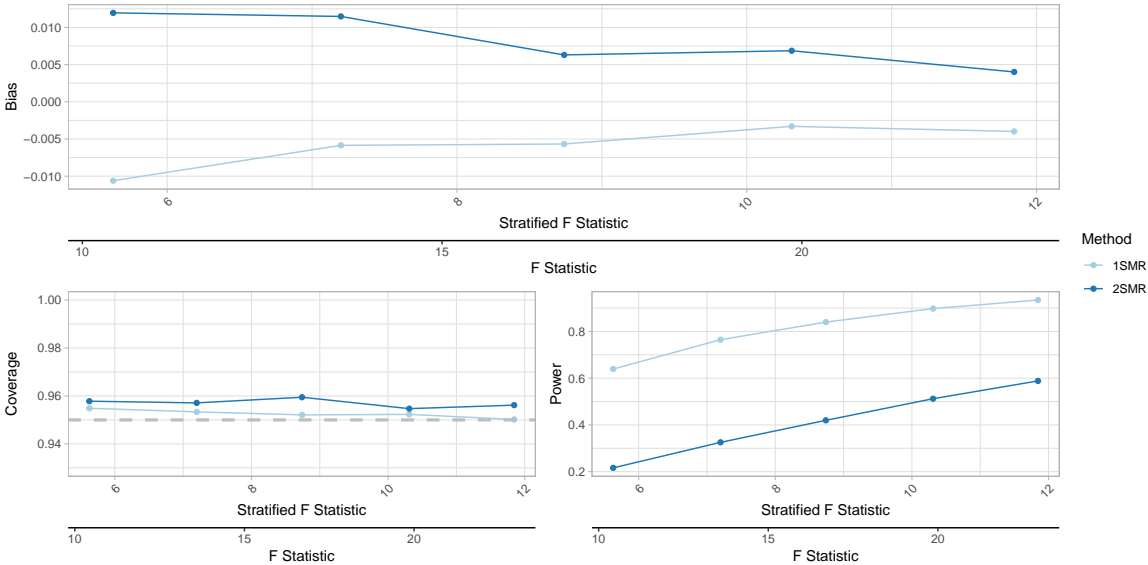 0.010
0.005
0.000
−0.005
−0.010
Bias
6
8
10
12
Stratified F Statistic
10
15
20
F Statistic
Method
1SMR
2SMR
1.00
0.98
0.96
0.94
Coverage
6
8
10
12
Stratified F Statistic
10
15
20
F Statistic
0.8
0.6
0.4
0.2
Power
6
8
10
12
Stratified F Statistic
10
15
20
F Statistic